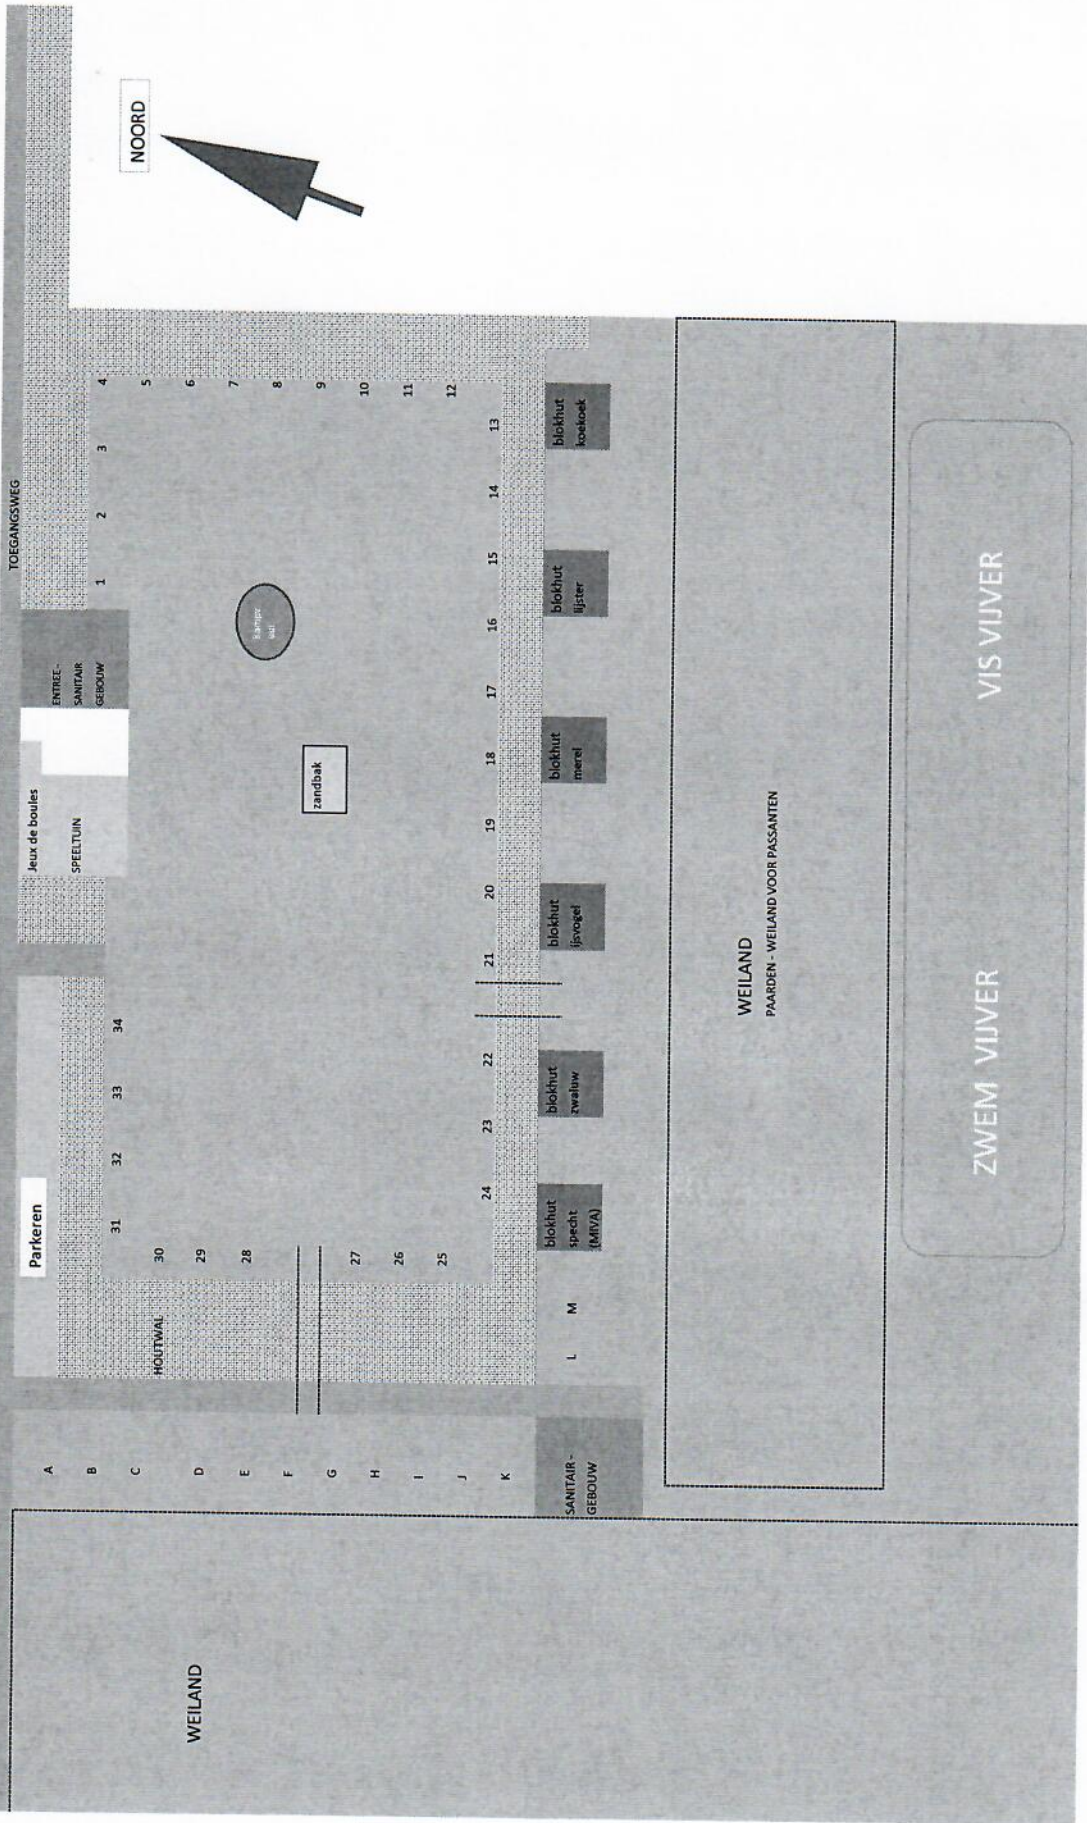 TOEGANGSWEG
Parkeren
Jeux de boules
SPEELTUIN
ENTREE -
SANITAIR
GEBOUW
NOORD
A
B
C
D
E
F
G
H
I
J
K
HOUTWAL
31 32 33 34
1 2 3 4
30
29
28
27
26
25
5
6
7
8
9
10
11
12
zandbak
24 23 22 21 20 19 18 17 16 15 14 13
WEILAND
SANITAIR -
GEBOUW
L M
blokhut
specht
(MIVA)
blokhut
zwaluw
blokhut
ijsvogel
blokhut
merel
blokhut
lijster
blokhut
koekoek
WEILAND
PAARDEN - WEILAND VOOR PASSANTEN
ZWEM VIJVER
VIS VIJVER